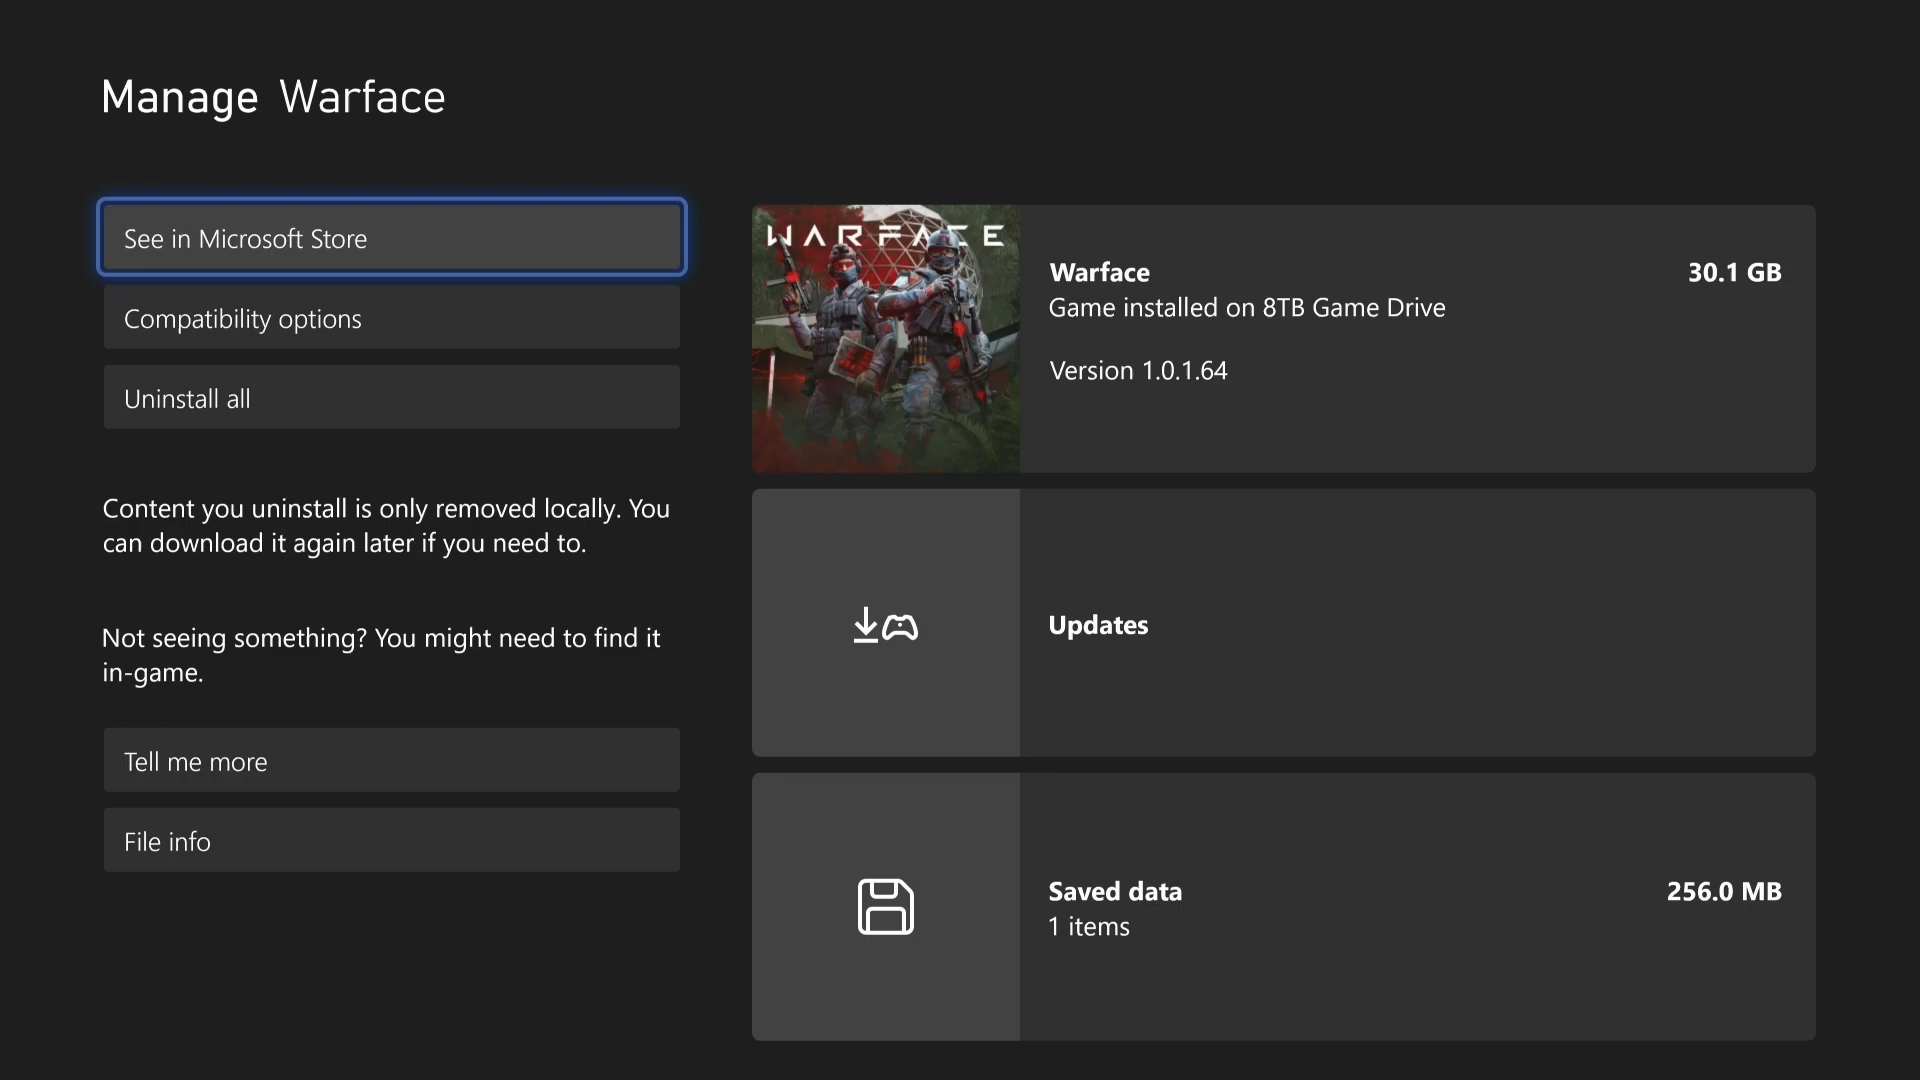 Manage Warface
See in Microsoft Store
Compatibility options
Uninstall all
Content you uninstall is only removed locally. You
can download it again later if you need to.
Not seeing something? You might need to find it
in-game.
Tell me more
File info
WARFACE
Warface
30.1 GB
Game installed on 8TB Game Drive
Version 1.0.1.64
Updates
Saved data
256.0 MB
1 items